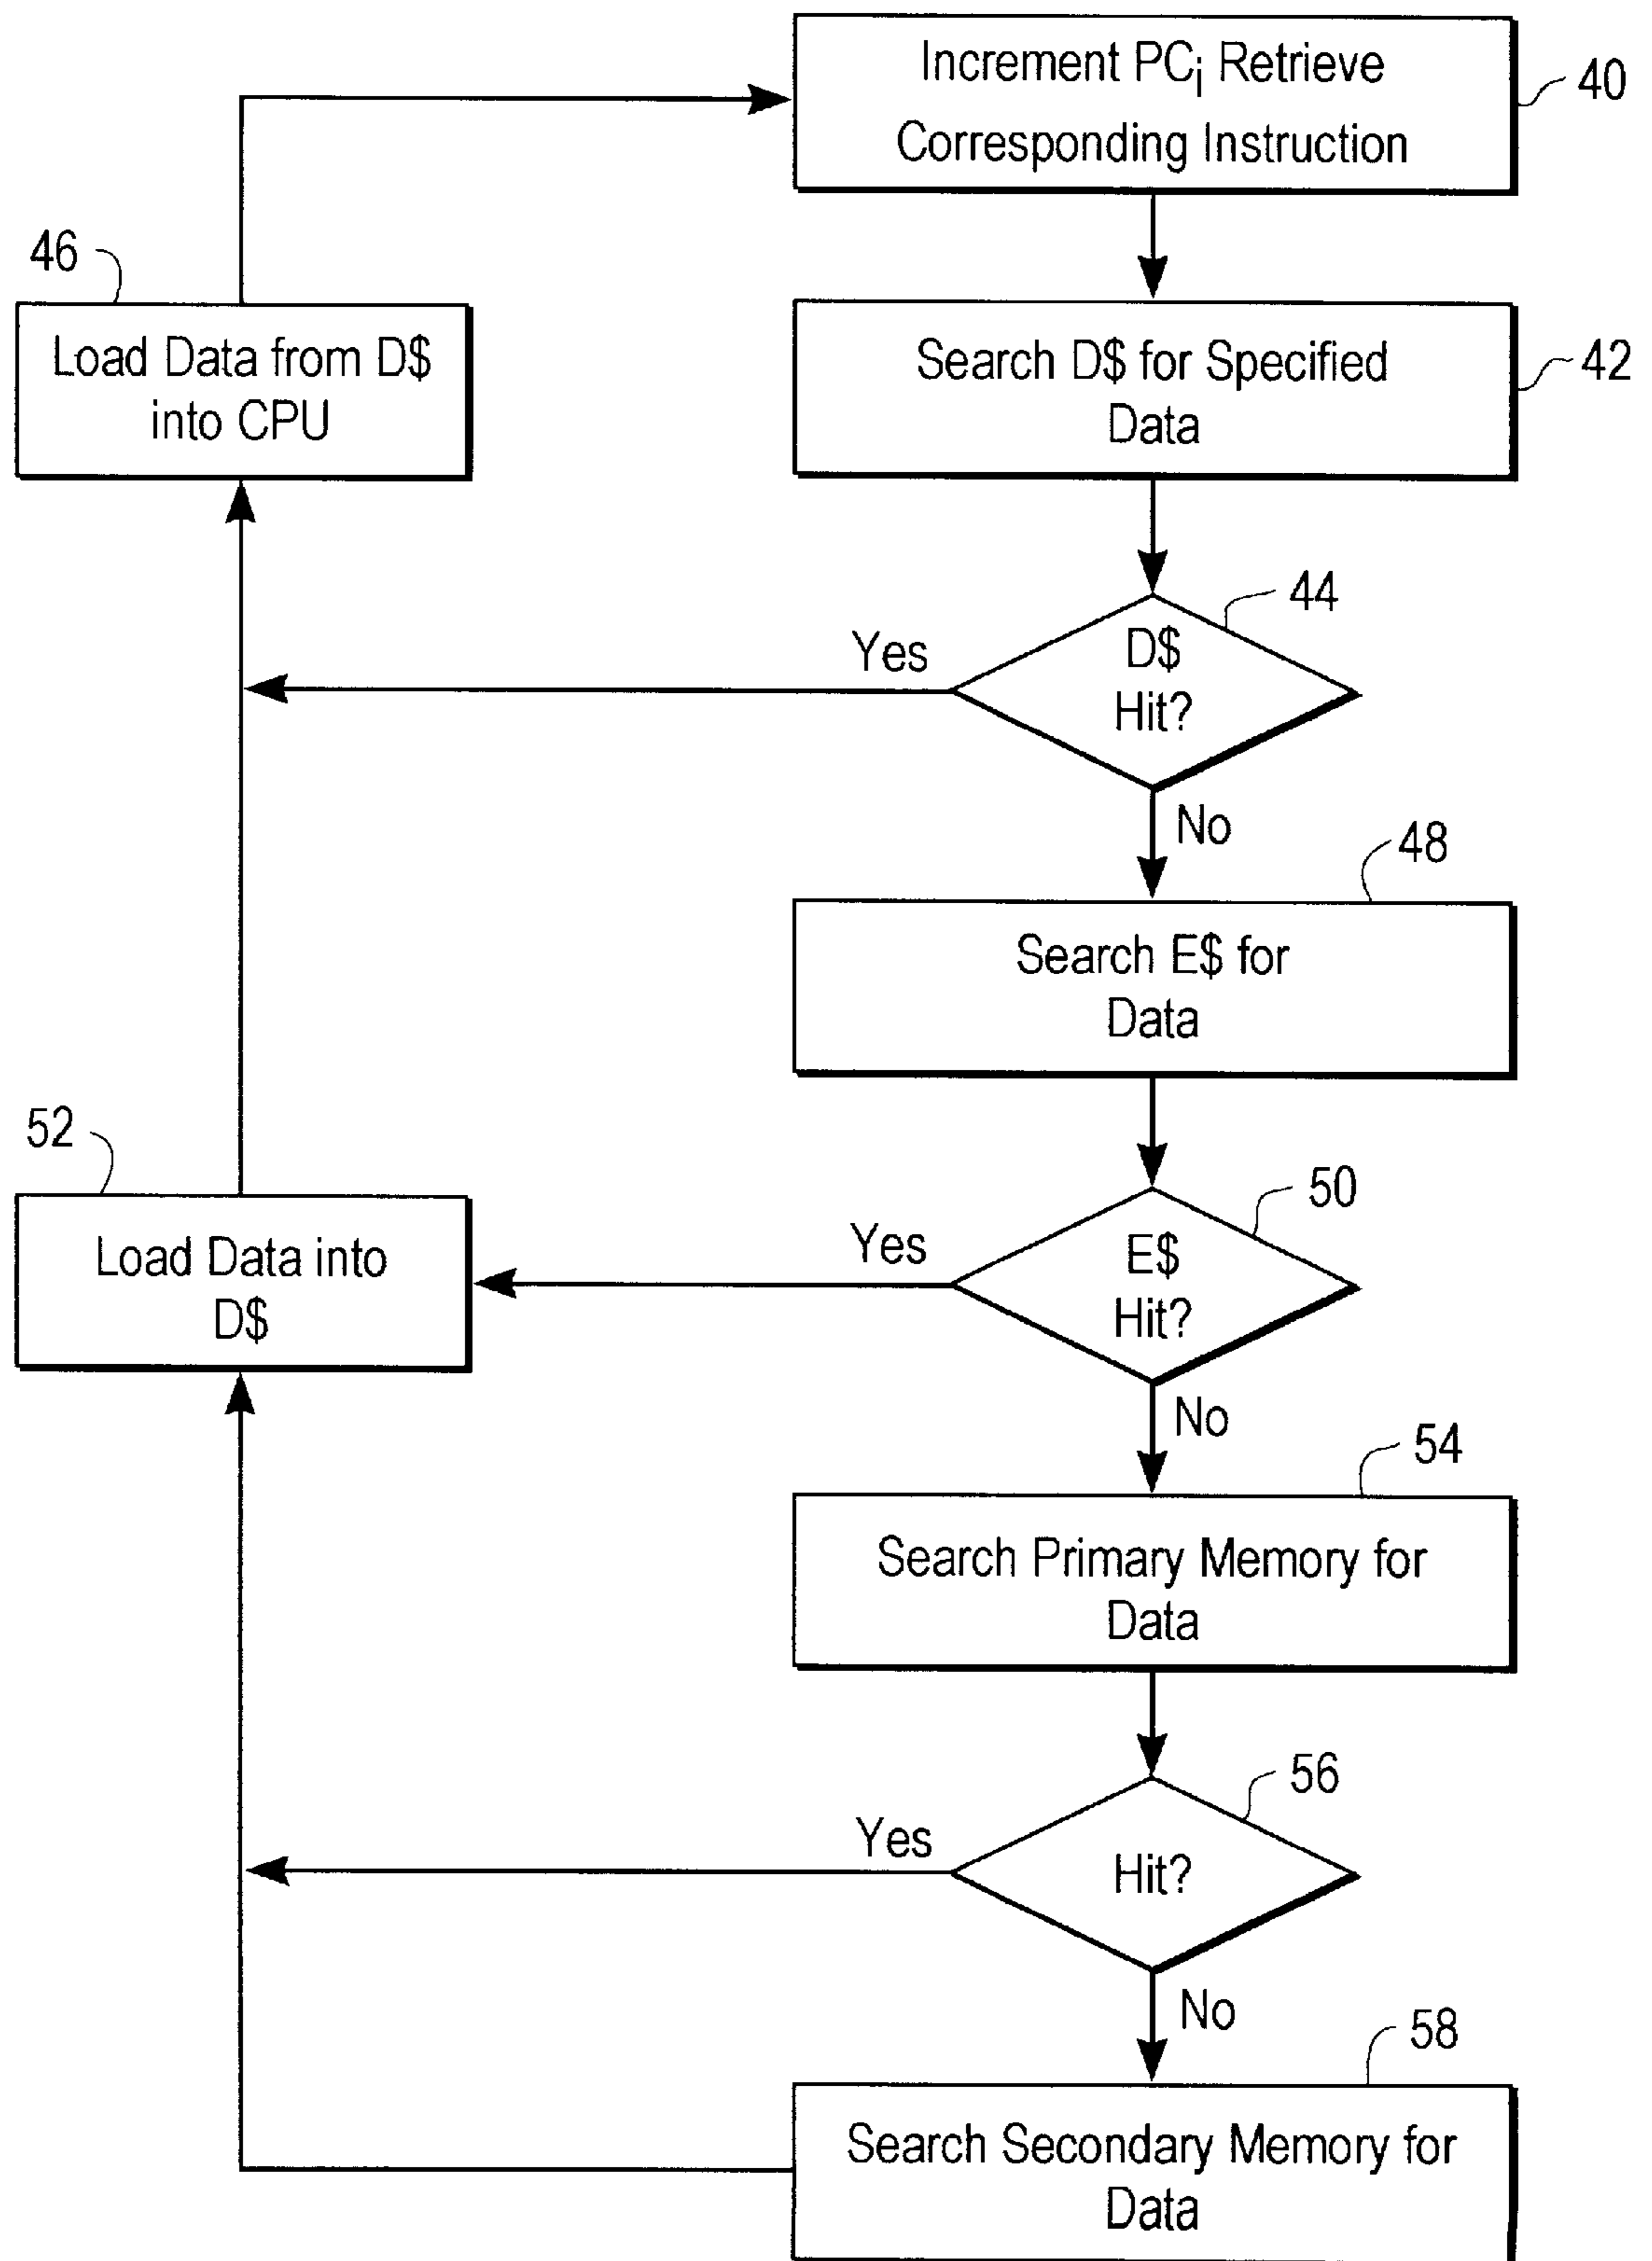 Increment PCi Retrieve
Corresponding Instruction
40
46
Load Data from D$
into CPU
Search D$ for Specified
Data
42
44
D$
Hit?
Yes
No
48
Search E$ for
Data
52
Load Data into
D$
50
E$
Hit?
Yes
No
54
Search Primary Memory for
Data
56
Hit?
Yes
No
58
Search Secondary Memory for
Data